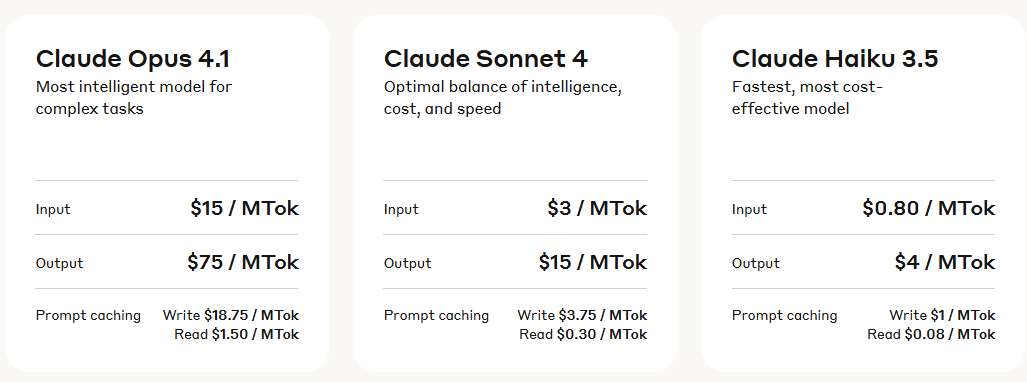 Claude Opus 4.1
Most intelligent model for
complex tasks
Input $15 / MTok
Output $75 / MTok
Prompt caching Write $18.75 / MTok
Read $1.50 / MTok
Claude Sonnet 4
Optimal balance of intelligence,
cost, and speed
Input $3 / MTok
Output $15 / MTok
Prompt caching Write $3.75 / MTok
Read $0.30 / MTok
Claude Haiku 3.5
Fastest, most cost-
effective model
Input $0.80 / MTok
Output $4 / MTok
Prompt caching Write $1 / MTok
Read $0.08 / MTok